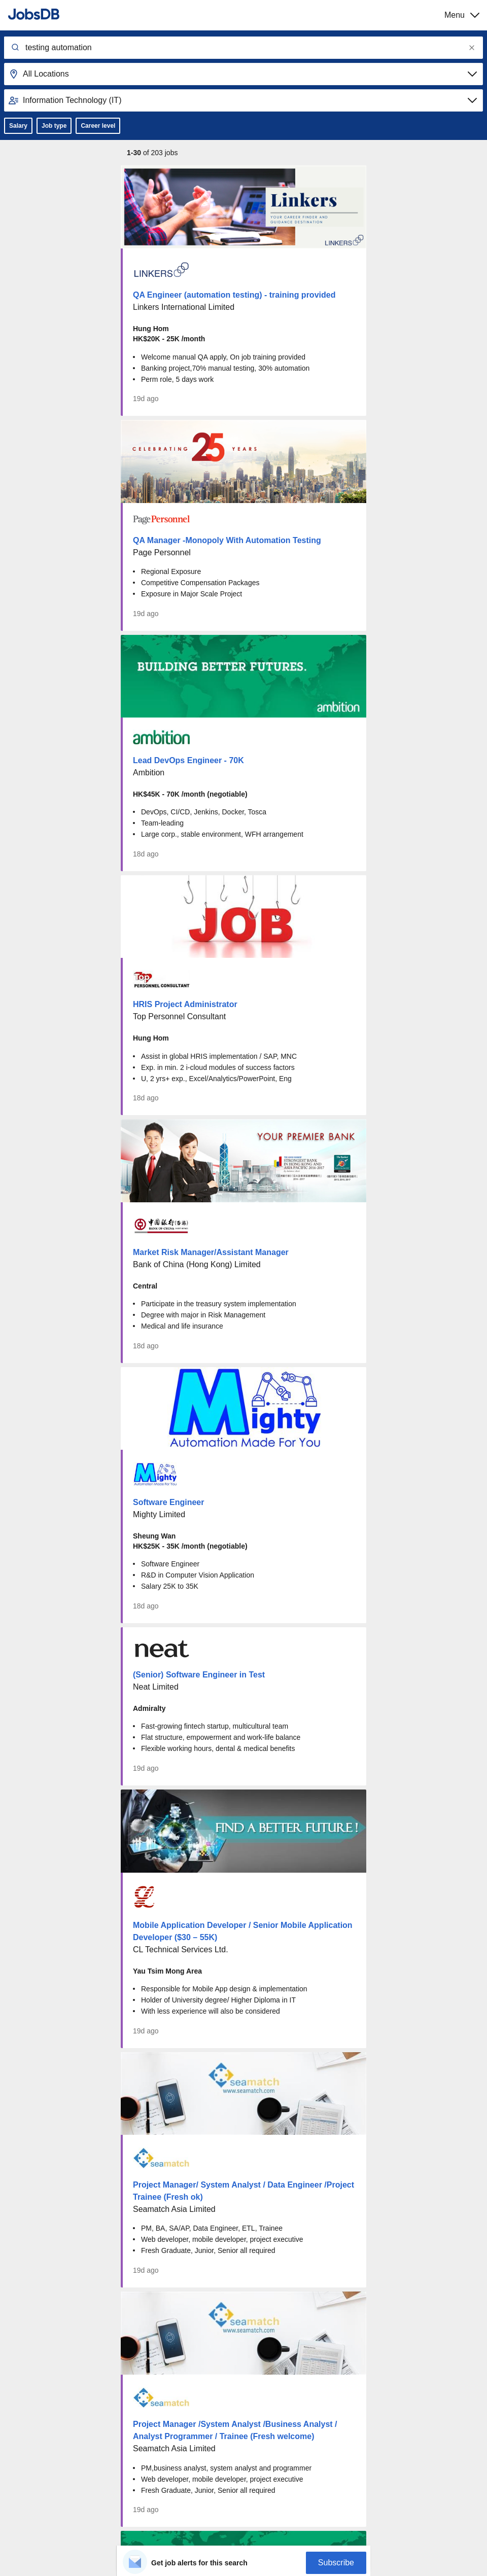 JobsDB
Menu
testing automation
All Locations
Information Technology (IT)
Salary
Job type
Career level
1-30 of 203 jobs
Linkers
YOUR CAREER FINDER AND
GUIDANCE DESTINATION
LINKERS
LINKERS
QA Engineer (automation testing) - training provided
Linkers International Limited
Hung Hom
HK$20K - 25K /month
• Welcome manual QA apply, On job training provided
• Banking project,70% manual testing, 30% automation
• Perm role, 5 days work
19d ago
CELEBRATING 25 YEARS
PagePersonnel
QA Manager -Monopoly With Automation Testing
Page Personnel
• Regional Exposure
• Competitive Compensation Packages
• Exposure in Major Scale Project
19d ago
BUILDING BETTER FUTURES.
ambition
ambition
Lead DevOps Engineer - 70K
Ambition
HK$45K - 70K /month (negotiable)
• DevOps, CI/CD, Jenkins, Docker, Tosca
• Team-leading
• Large corp., stable environment, WFH arrangement
18d ago
JOB
Top
PERSONNEL CONSULTANT
HRIS Project Administrator
Top Personnel Consultant
Hung Hom
• Assist in global HRIS implementation / SAP, MNC
• Exp. in min. 2 i-cloud modules of success factors
• U, 2 yrs+ exp., Excel/Analytics/PowerPoint, Eng
18d ago
YOUR PREMIER BANK
中國銀行(香港)
BANK OF CHINA (HONG KONG)
Market Risk Manager/Assistant Manager
Bank of China (Hong Kong) Limited
Central
• Participate in the treasury system implementation
• Degree with major in Risk Management
• Medical and life insurance
18d ago
Mighty
Automation Made For You
Mighty
Automation Made For You
Software Engineer
Mighty Limited
Sheung Wan
HK$25K - 35K /month (negotiable)
• Software Engineer
• R&D in Computer Vision Application
• Salary 25K to 35K
18d ago
neat
(Senior) Software Engineer in Test
Neat Limited
Admiralty
• Fast-growing fintech startup, multicultural team
• Flat structure, empowerment and work-life balance
• Flexible working hours, dental & medical benefits
19d ago
FIND A BETTER FUTURE !
Mobile Application Developer / Senior Mobile Application
Developer ($30 – 55K)
CL Technical Services Ltd.
Yau Tsim Mong Area
• Responsible for Mobile App design & implementation
• Holder of University degree/ Higher Diploma in IT
• With less experience will also be considered
19d ago
seamatch
www.seamatch.com
seamatch
Project Manager/ System Analyst / Data Engineer /Project
Trainee (Fresh ok)
Seamatch Asia Limited
• PM, BA, SA/AP, Data Engineer, ETL, Trainee
• Web developer, mobile developer, project executive
• Fresh Graduate, Junior, Senior all required
19d ago
seamatch
www.seamatch.com
seamatch
Project Manager /System Analyst /Business Analyst /
Analyst Programmer / Trainee (Fresh welcome)
Seamatch Asia Limited
• PM,business analyst, system analyst and programmer
• Web developer, mobile developer, project executive
• Fresh Graduate, Junior, Senior all required
19d ago
Get job alerts for this search
Subscribe